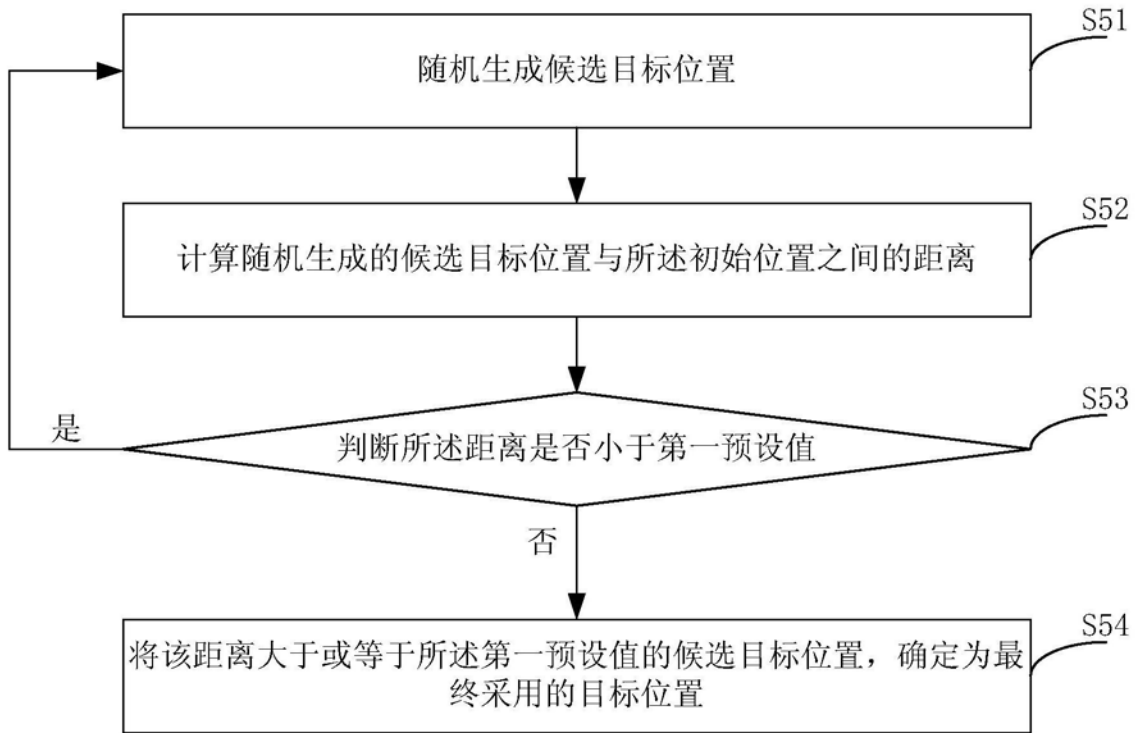 S51
随机生成候选目标位置
S52
计算随机生成的候选目标位置与所述初始位置之间的距离
S53
是
判断所述距离是否小于第一预设值
否
S54
将该距离大于或等于所述第一预设值的候选目标位置，确定为最
终采用的目标位置